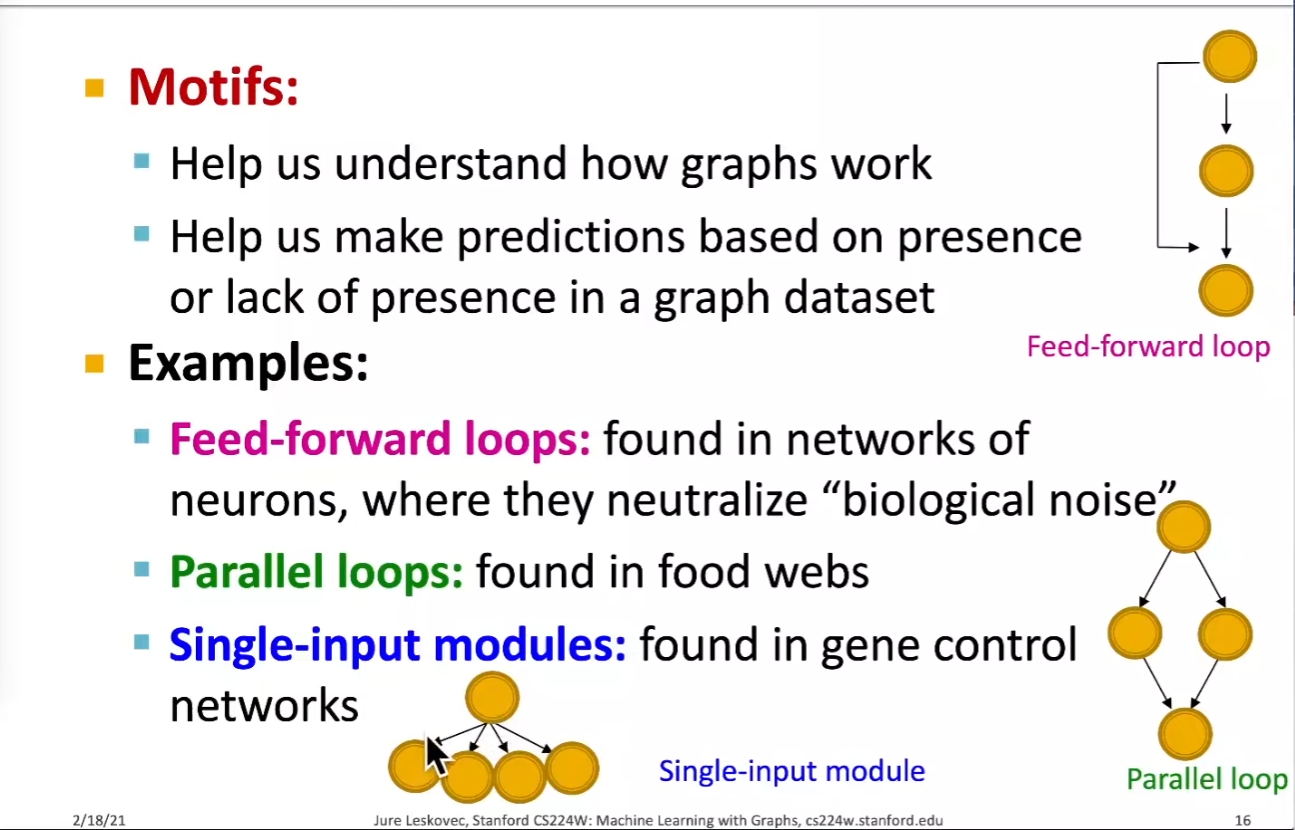 Motifs:
Help us understand how graphs work
Help us make predictions based on presence
or lack of presence in a graph dataset
Feed-forward loop
Examples:
Feed-forward loops: found in networks of
neurons, where they neutralize “biological noise”
Parallel loops: found in food webs
Single-input modules: found in gene control
networks
Single-input module
Parallel loop
2/18/21
Jure Leskovec, Stanford CS224W: Machine Learning with Graphs, cs224w.stanford.edu
16